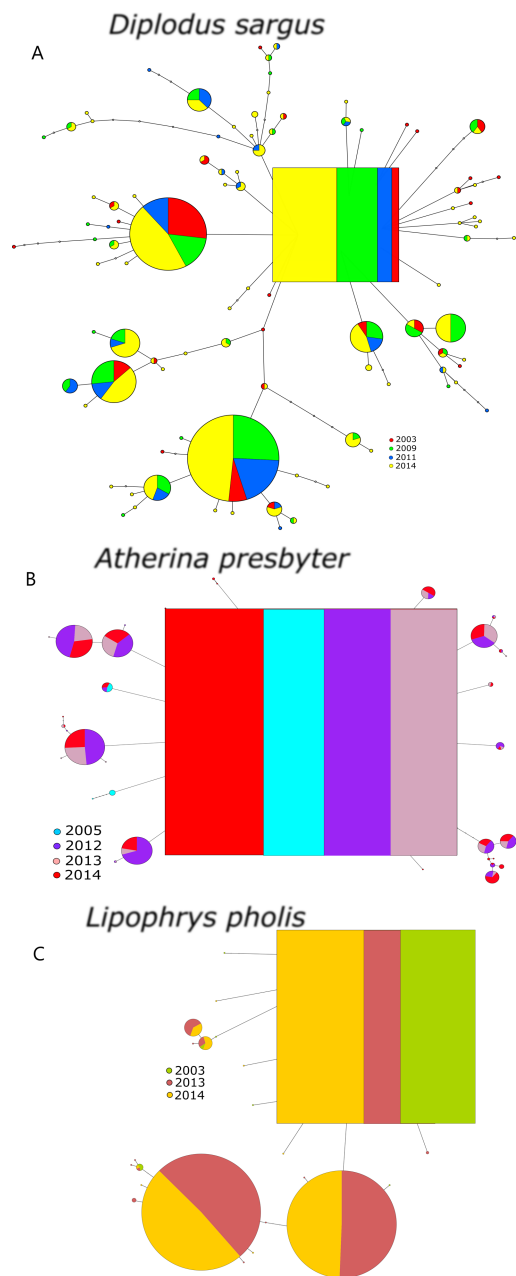 Diplodus sargus
A
2003
2009
2011
2014
Atherina presbyter
B
2005
2012
2013
2014
Lipophrys pholis
C
2003
2013
2014